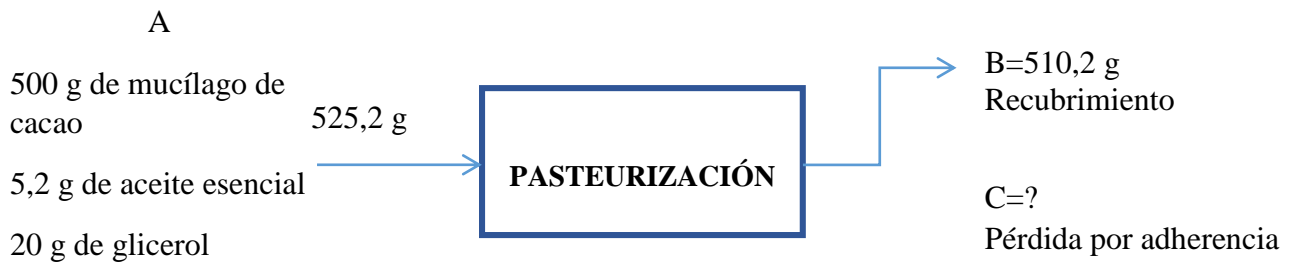 A
500 g de mucílago de
cacao
5,2 g de aceite esencial
20 g de glicerol
525,2 g
PASTEURIZACIÓN
B=510,2 g
Recubrimiento
C=?
Pérdida por adherencia